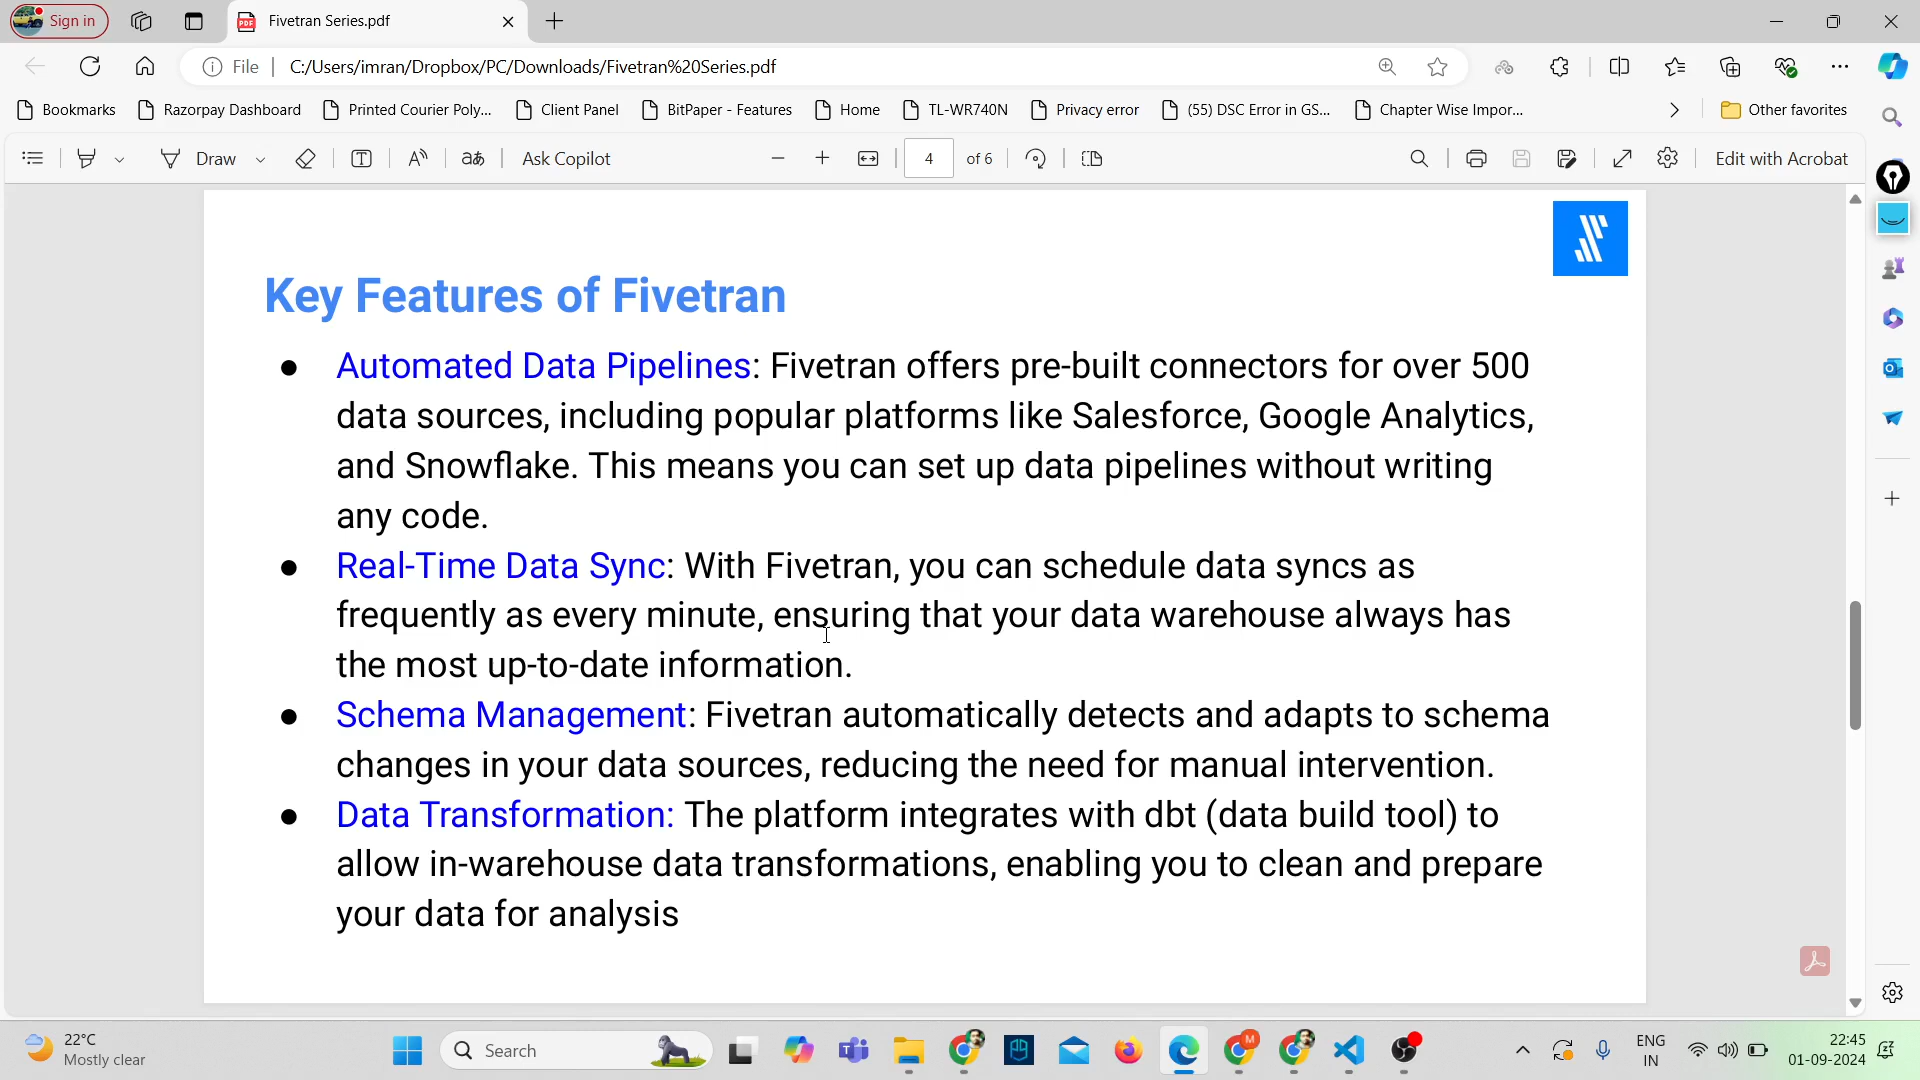 Sign in
Fivetran Series.pdf
File
C:/Users/imran/Dropbox/PC/Downloads/Fivetran%20Series.pdf
Bookmarks
Razorpay Dashboard
Printed Courier Poly...
Client Panel
BitPaper - Features
Home
TL-WR740N
Privacy error
(55) DSC Error in GS...
Chapter Wise Impor...
Other favorites
Draw
Ask Copilot
4
of 6
Edit with Acrobat
Key Features of Fivetran
● Automated Data Pipelines: Fivetran offers pre-built connectors for over 500
data sources, including popular platforms like Salesforce, Google Analytics,
and Snowflake. This means you can set up data pipelines without writing
any code.
● Real-Time Data Sync: With Fivetran, you can schedule data syncs as
frequently as every minute, ensuring that your data warehouse always has
the most up-to-date information.
● Schema Management: Fivetran automatically detects and adapts to schema
changes in your data sources, reducing the need for manual intervention.
● Data Transformation: The platform integrates with dbt (data build tool) to
allow in-warehouse data transformations, enabling you to clean and prepare
your data for analysis
22°C
Mostly clear
Search
ENG
IN
22:45
01-09-2024